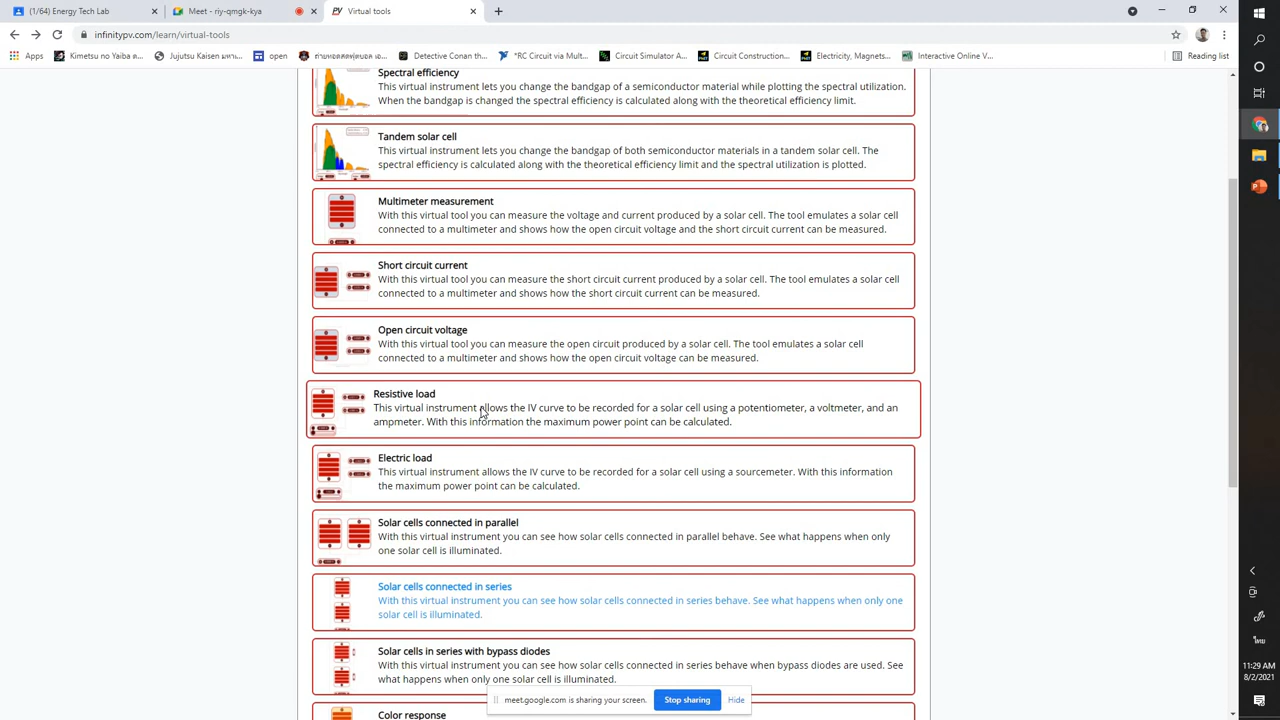 (1/64) Energy Tech Lab
Meet - riy-qmgk-kya
PV Virtual tools
infinitypv.com/learn/virtual-tools
Apps
Kimetsu no Yaiba ด...
Jujutsu Kaisen มหา...
open
Detective Conan th...
*RC Circuit via Mult...
Circuit Simulator A...
Circuit Construction...
Electricity, Magnets...
Interactive Online V...
Reading list
Spectral efficiency
This virtual instrument lets you change the bandgap of a semiconductor material while plotting the spectral utilization.
When the bandgap is changed the spectral efficiency is calculated along with the theoretical efficiency limit.
Tandem solar cell
This virtual instrument lets you change the bandgap of both semiconductor materials in a tandem solar cell. The
spectral efficiency is calculated along with the theoretical efficiency limit and the spectral utilization is plotted.
Multimeter measurement
With this virtual tool you can measure the voltage and current produced by a solar cell. The tool emulates a solar cell
connected to a multimeter and shows how the open circuit voltage and the short circuit current can be measured.
Short circuit current
With this virtual tool you can measure the short circuit current produced by a solar cell. The tool emulates a solar cell
connected to a multimeter and shows how the short circuit current can be measured.
Open circuit voltage
With this virtual tool you can measure the open circuit produced by a solar cell. The tool emulates a solar cell
connected to a multimeter and shows how the open circuit voltage can be measured.
Resistive load
This virtual instrument allows the IV curve to be recorded for a solar cell using a potentiometer, a voltmeter, and an
ampmeter. With this information the maximum power point can be calculated.
Electric load
This virtual instrument allows the IV curve to be recorded for a solar cell using a sourcemeter. With this information
the maximum power point can be calculated.
Solar cells connected in parallel
With this virtual instrument you can see how solar cells connected in parallel behave. See what happens when only
one solar cell is illuminated.
Solar cells connected in series
With this virtual instrument you can see how solar cells connected in series behave. See what happens when only one
solar cell is illuminated.
Solar cells in series with bypass diodes
With this virtual instrument you can see how solar cells connected in series behave when bypass diodes are used. See
what happens when only one solar cell is illuminated.
Color response
meet.google.com is sharing your screen.
Stop sharing
Hide
ไทย
11:29 AM
8/2/2021